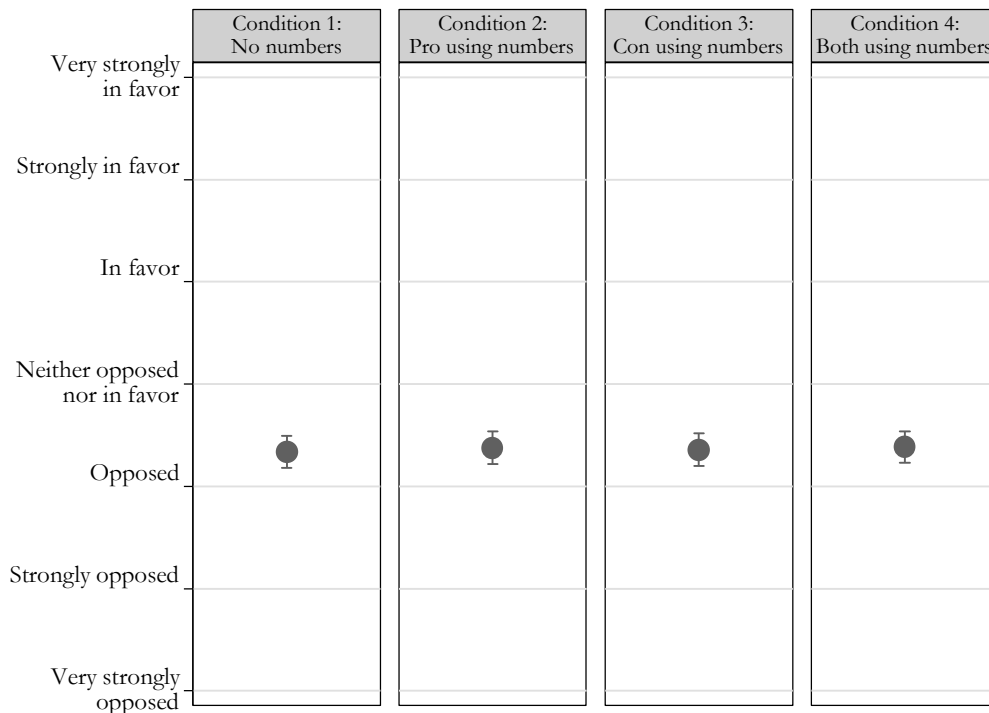 Condition 1:
No numbers
Condition 2:
Pro using numbers
Condition 3:
Con using numbers
Condition 4:
Both using numbers
Very strongly
in favor
Strongly in favor
In favor
Neither opposed
nor in favor
Opposed
Strongly opposed
Very strongly
opposed